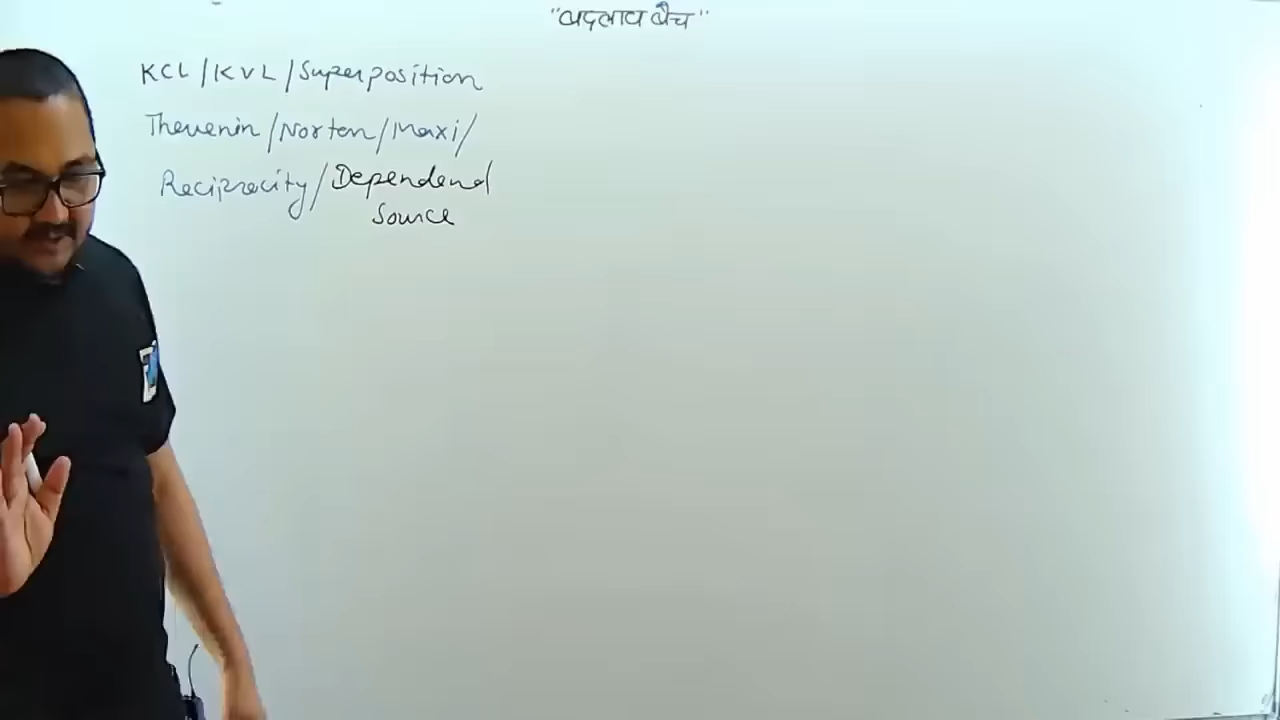 "बदलाव बैच"
KCL/KVL/Superposition
Thevenin/Norton/Maxi/
Reciprocity/Dependend
Source